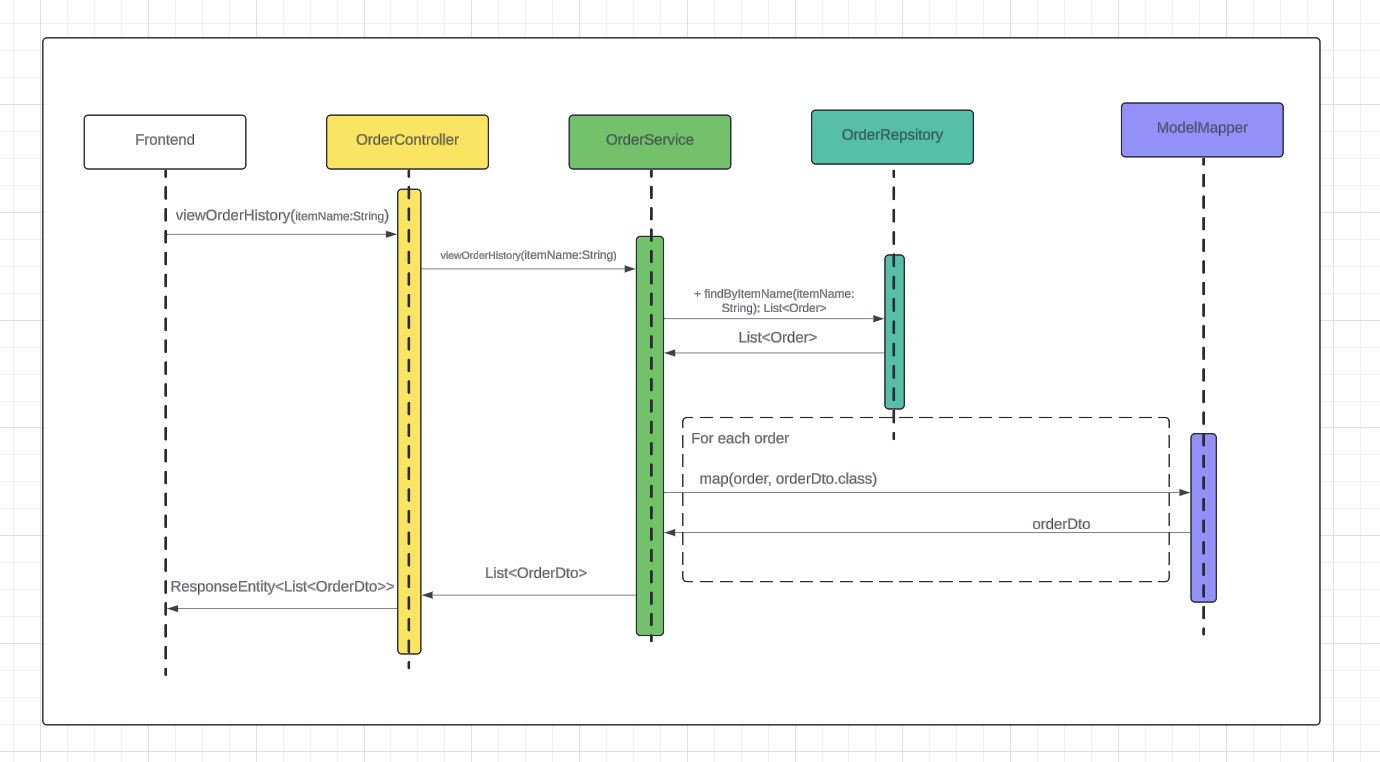 Frontend
OrderController
OrderService
OrderRepsitory
ModelMapper
viewOrderHistory(itemName:String)
viewOrderHistory(itemName:String)
+ findByItemName(itemName:
String): List<Order>
List<Order>
For each order
map(order, orderDto.class)
orderDto
List<OrderDto>
ResponseEntity<List<OrderDto>>